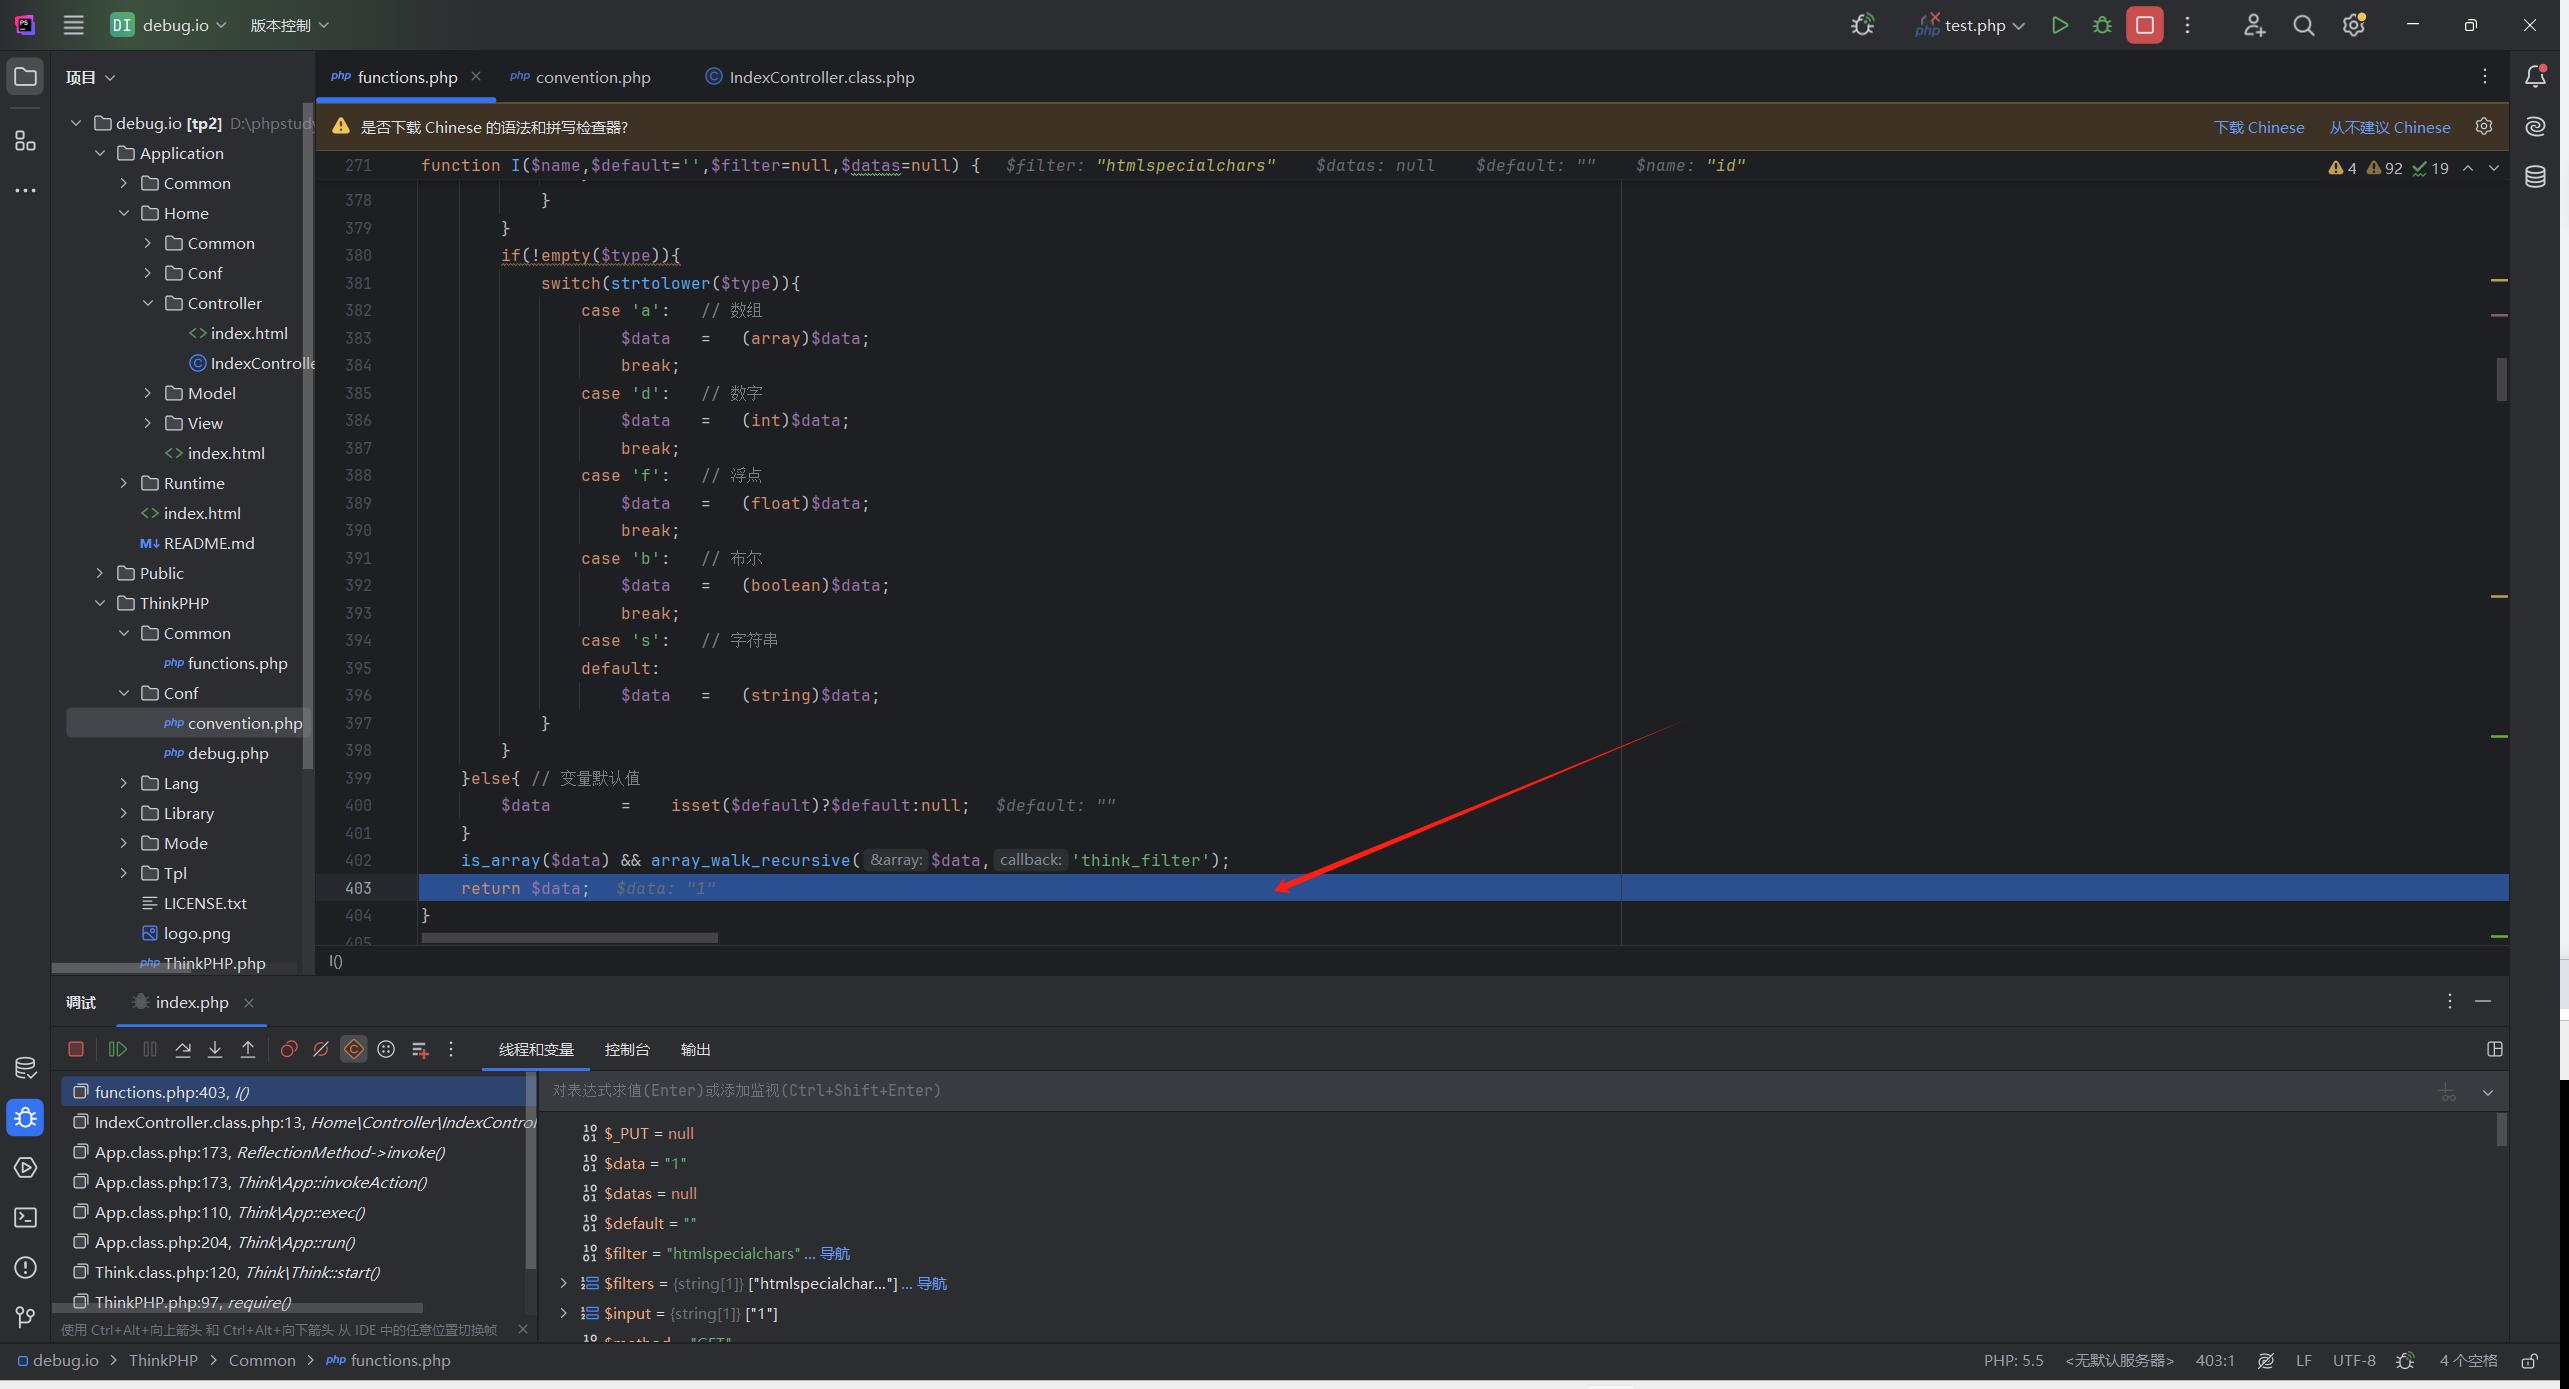 DI debug.io 版本控制 test.php
项目
functions.php
convention.php
IndexController.class.php
是否下载 Chinese 的语法和拼写检查器?
下载 Chinese 从不建议 Chinese
debug.io [tp2] D:\phpstudy
Application
Common
Home
Common
Conf
Controller
index.html
IndexControlle
Model
View
index.html
Runtime
index.html
README.md
Public
ThinkPHP
Common
functions.php
Conf
convention.php
debug.php
Lang
Library
Mode
Tpl
LICENSE.txt
logo.png
ThinkPHP.php
271 function I($name,$default='',$filter=null,$datas=null) { $filter: "htmlspecialchars" $datas: null $default: "" $name: "id"
4 92 19
378 }
379 }
380 if(!empty($type)){
381 switch(strtolower($type)){
382 case 'a': // 数组
383 $data = (array)$data;
384 break;
385 case 'd': // 数字
386 $data = (int)$data;
387 break;
388 case 'f': // 浮点
389 $data = (float)$data;
390 break;
391 case 'b': // 布尔
392 $data = (boolean)$data;
393 break;
394 case 's': // 字符串
395 default:
396 $data = (string)$data;
397 }
398 }
399 }else{ // 变量默认值
400 $data = isset($default)?$default:null; $default: ""
401 }
402 is_array($data) && array_walk_recursive( &array: $data, callback: 'think_filter');
403 return $data; $data: "1"
404 }
405
I()
调试 index.php
线程和变量 控制台 输出
functions.php:403, I()
IndexController.class.php:13, Home\Controller\IndexControl
App.class.php:173, ReflectionMethod->invoke()
App.class.php:173, Think\App::invokeAction()
App.class.php:110, Think\App::exec()
App.class.php:204, Think\App::run()
Think.class.php:120, Think\Think::start()
ThinkPHP.php:97, require()
使用 Ctrl+Alt+向上箭头 和 Ctrl+Alt+向下箭头 从 IDE 中的任意位置切换帧
对表达式求值(Enter)或添加监视(Ctrl+Shift+Enter)
$_PUT = null
$data = "1"
$datas = null
$default = ""
$filter = "htmlspecialchars" ... 导航
$filters = {string[1]} ["htmlspecialchar..."] ... 导航
$input = {string[1]} ["1"]
$method = "GET"
debug.io > ThinkPHP > Common > php functions.php
PHP: 5.5 <无默认服务器> 403:1 LF UTF-8 4 个空格